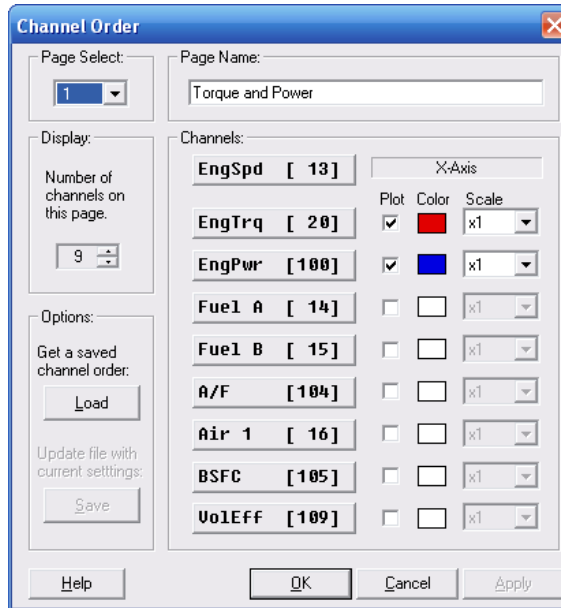 Channel Order
Page Select:
1
Page Name:
Torque and Power
Display:
Number of
channels on
this page.
9
Options:
Get a saved
channel order:
Load
Update file with
current setttings:
Save
Channels:
EngSpd [ 13]
X-Axis
Plot Color Scale
EngTrq [ 20] x1
EngPwr [100] x1
Fuel A [ 14] x1
Fuel B [ 15] x1
A/F [104] x1
Air 1 [ 16] x1
BSFC [105] x1
VolEff [109] x1
Help
OK
Cancel
Apply